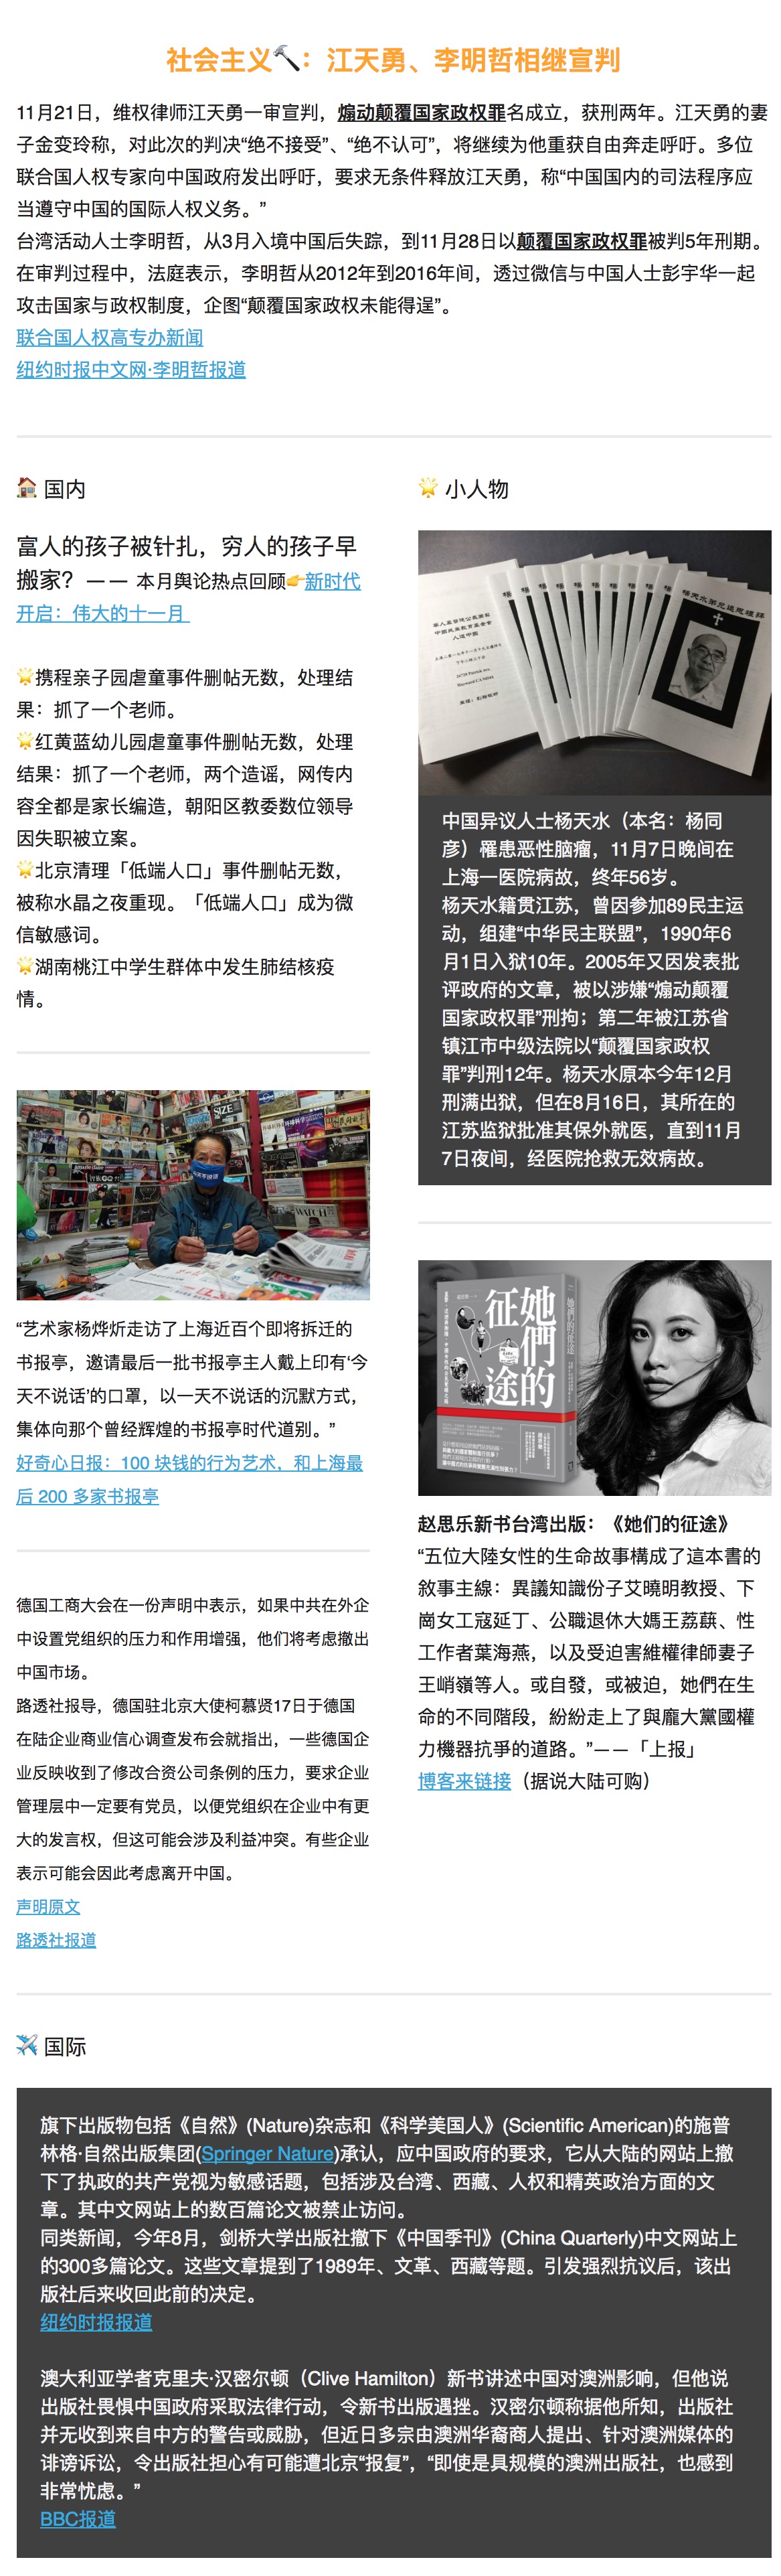 社会主义🔨：江天勇、李明哲相继宣判
11月21日，维权律师江天勇一审宣判，煽动颠覆国家政权罪名成立，获刑两年。江天勇的妻
子金变玲称，对此次的判决“绝不接受”、“绝不认可”，将继续为他重获自由奔走呼吁。多位
联合国人权专家向中国政府发出呼吁，要求无条件释放江天勇，称“中国国内的司法程序应
当遵守中国的国际人权义务。”
台湾活动人士李明哲，从3月入境中国后失踪，到11月28日以颠覆国家政权罪被判5年刑期。
在审判过程中，法庭表示，李明哲从2012年到2016年间，透过微信与中国人士彭宇华一起
攻击国家与政权制度，企图“颠覆国家政权未能得逞”。
联合国人权高专办新闻
纽约时报中文网·李明哲报道
🏠 国内
富人的孩子被针扎，穷人的孩子早
搬家？—— 本月舆论热点回顾👉新时代
开启：伟大的十一月
🌟携程亲子园虐童事件删帖无数，处理结
果：抓了一个老师。
🌟红黄蓝幼儿园虐童事件删帖无数，处理
结果：抓了一个老师，两个造谣，网传内
容全都是家长编造，朝阳区教委数位领导
因失职被立案。
🌟北京清理「低端人口」事件删帖无数，
被称水晶之夜重现。「低端人口」成为微
信敏感词。
🌟湖南桃江中学生群体中发生肺结核疫
情。
SIZE
GQ
WATCH
今天不说话
“艺术家杨烨炘走访了上海近百个即将拆迁的
书报亭，邀请最后一批书报亭主人戴上印有‘今
天不说话’的口罩，以一天不说话的沉默方式，
集体向那个曾经辉煌的书报亭时代道别。”
好奇心日报：100 块钱的行为艺术，和上海最
后 200 多家书报亭
德国工商大会在一份声明中表示，如果中共在外企
中设置党组织的压力和作用增强，他们将考虑撤出
中国市场。
路透社报导，德国驻北京大使柯慕贤17日于德国
在陆企业商业信心调查发布会就指出，一些德国企
业反映收到了修改合资公司条例的压力，要求企业
管理层中一定要有党员，以便党组织在企业中有更
大的发言权，但这可能会涉及利益冲突。有些企业
表示可能会因此考虑离开中国。
声明原文
路透社报道
🌟 小人物
杨天水弟兄追思礼拜
中国异议人士杨天水（本名：杨同
彦）罹患恶性脑瘤，11月7日晚间在
上海一医院病故，终年56岁。
杨天水籍贯江苏，曾因参加89民主运
动，组建“中华民主联盟”，1990年6
月1日入狱10年。2005年又因发表批
评政府的文章，被以涉嫌“煽动颠覆
国家政权罪”刑拘；第二年被江苏省
镇江市中级法院以“颠覆国家政权
罪”判刑12年。杨天水原本今年12月
刑满出狱，但在8月16日，其所在的
江苏监狱批准其保外就医，直到11月
7日夜间，经医院抢救无效病故。
她們的
征途
她們的征途
赵思乐新书台湾出版：《她们的征途》
“五位大陸女性的生命故事構成了這本書的
敘事主線：異議知識份子艾曉明教授、下
崗女工寇延丁、公職退休大媽王荔蕻、性
工作者葉海燕，以及受迫害維權律師妻子
王峭嶺等人。或自發，或被迫，她們在生
命的不同階段，紛紛走上了與龐大黨國權
力機器抗爭的道路。”——「上报」
博客来链接（据说大陆可购）
✈️ 国际
旗下出版物包括《自然》(Nature)杂志和《科学美国人》(Scientific American)的施普
林格·自然出版集团(Springer Nature)承认，应中国政府的要求，它从大陆的网站上撤
下了执政的共产党视为敏感话题，包括涉及台湾、西藏、人权和精英政治方面的文
章。其中文网站上的数百篇论文被禁止访问。
同类新闻，今年8月，剑桥大学出版社撤下《中国季刊》(China Quarterly)中文网站上
的300多篇论文。这些文章提到了1989年、文革、西藏等题。引发强烈抗议后，该出
版社后来收回此前的决定。
纽约时报报道
澳大利亚学者克里夫·汉密尔顿（Clive Hamilton）新书讲述中国对澳洲影响，但他说
出版社畏惧中国政府采取法律行动，令新书出版遇挫。汉密尔顿称据他所知，出版社
并无收到来自中方的警告或威胁，但近日多宗由澳洲华裔商人提出、针对澳洲媒体的
诽谤诉讼，令出版社担心有可能遭北京“报复”，“即使是具规模的澳洲出版社，也感到
非常忧虑。”
BBC报道